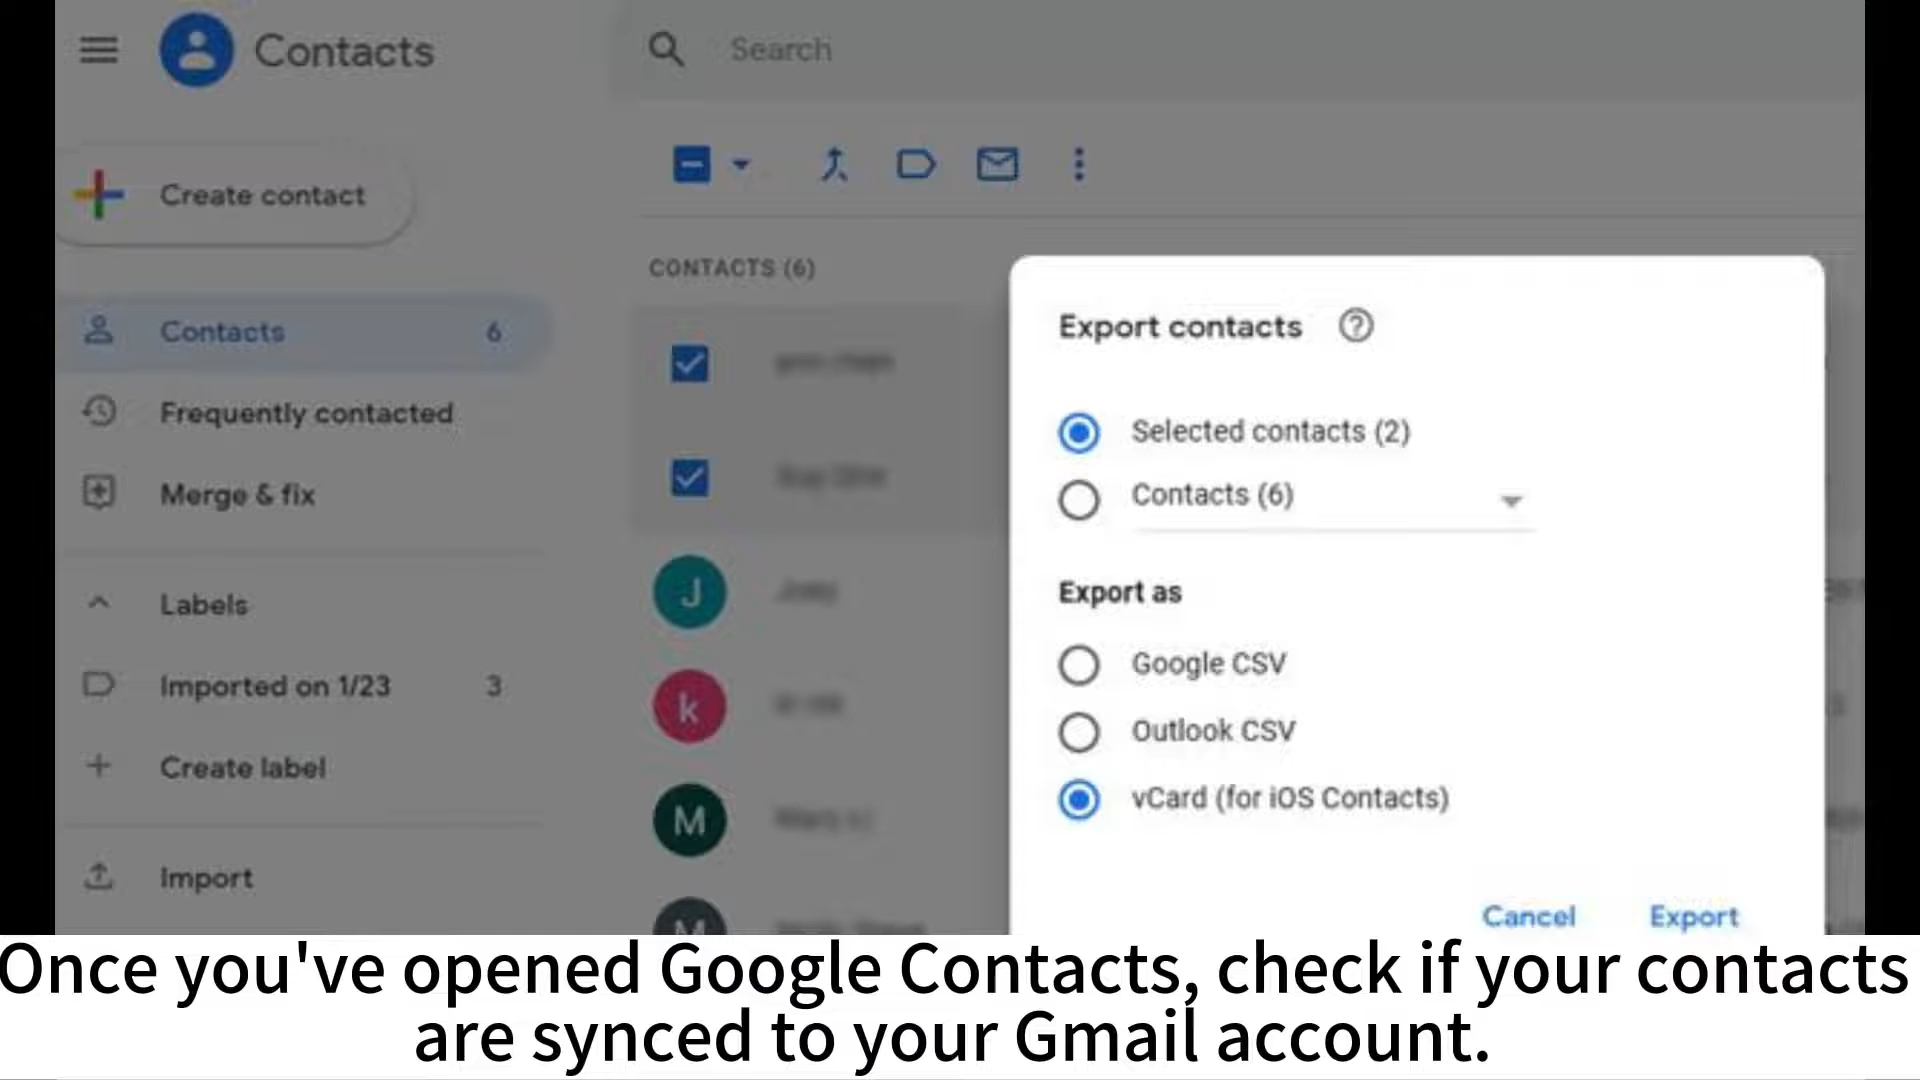 Contacts
Search
Create contact
CONTACTS (6)
Contacts 6
Frequently contacted
Merge & fix
Labels
Imported on 1/23 3
Create label
Import
J
k
M
M
Export contacts
Selected contacts (2)
Contacts (6)
Export as
Google CSV
Outlook CSV
vCard (for iOS Contacts)
Cancel Export
Once you've opened Google Contacts, check if your contacts
are synced to your Gmail account.